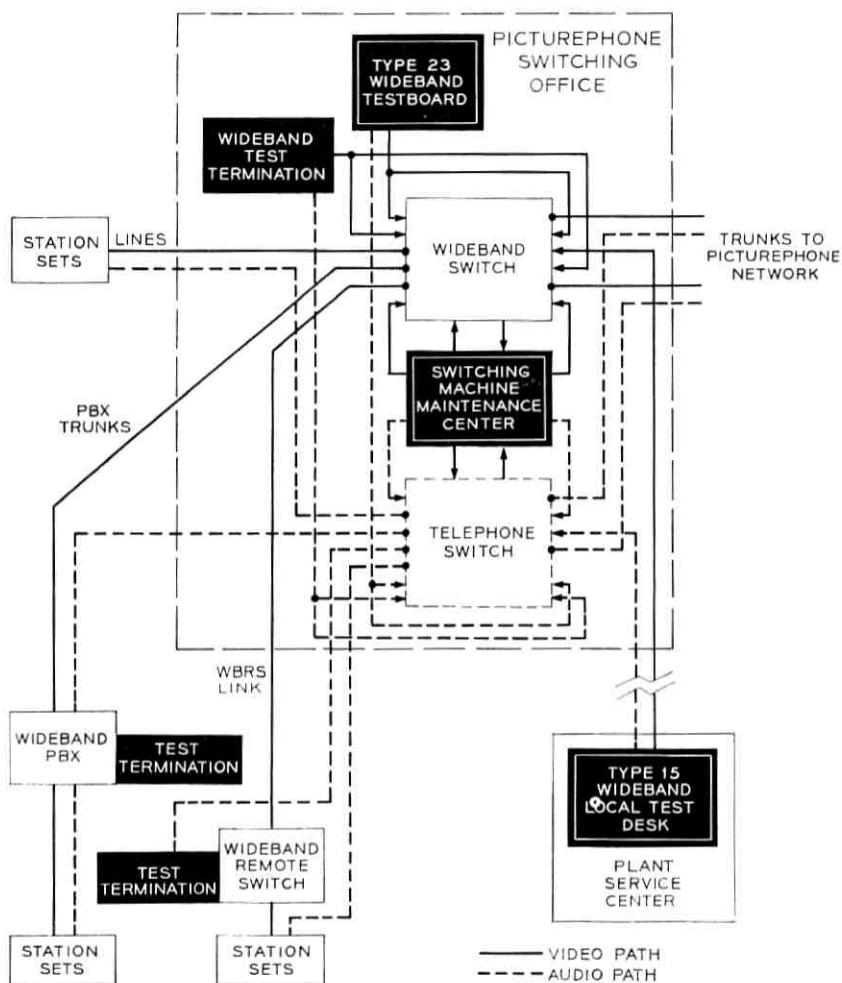 PICTUREPHONE
SWITCHING
OFFICE
TYPE 23
WIDEBAND
TESTBOARD
WIDEBAND
TEST
TERMINATION
STATION
SETS
LINES
WIDEBAND
SWITCH
TRUNKS TO
PICTUREPHONE
NETWORK
SWITCHING
MACHINE
MAINTENANCE
CENTER
PBX
TRUNKS
TELEPHONE
SWITCH
WBRS
LINK
WIDEBAND
PBX
TEST
TERMINATION
TYPE 15
WIDEBAND
LOCAL TEST
DESK
PLANT
SERVICE
CENTER
TEST
TERMINATION
WIDEBAND
REMOTE
SWITCH
STATION
SETS
STATION
SETS
VIDEO PATH
AUDIO PATH